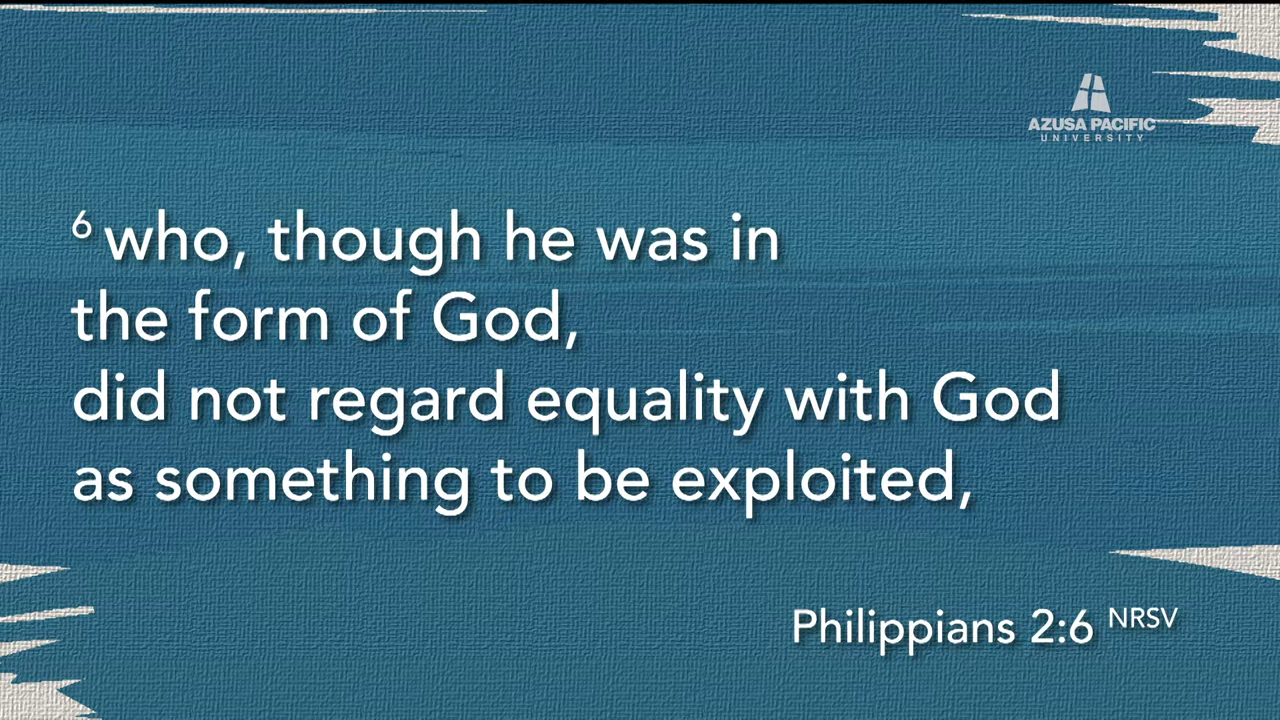 AZUSA PACIFIC
UNIVERSITY
6 who, though he was in
the form of God,
did not regard equality with God
as something to be exploited,
Philippians 2:6 NRSV